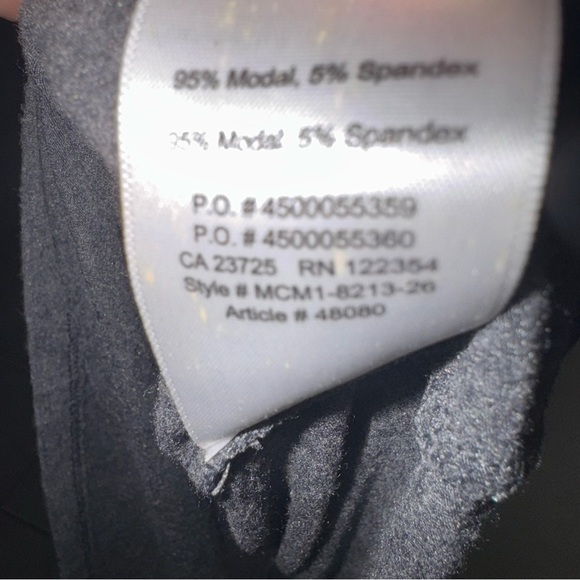 95% Modal, 5% Spandex
95% Modal 5% Spandex
P.O. # 4500055359
P.O. # 4500055360
CA 23725 RN 122354
Style # MCM1-8213-26
Article # 48080